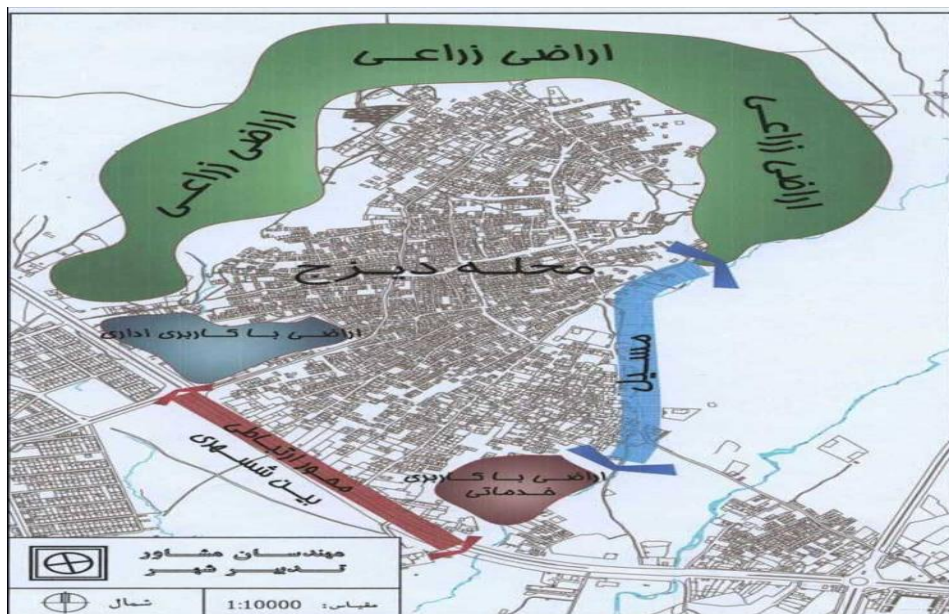 اراضی زراعی
اراضی زراعی
اراضی زراعی
محله دیزج
اراضی با کاربری اداری
مسیل
محور ارتباطی
بین شهری
اراضی با کاربری
خدماتی
مهندسان مشاور
تدبیر شهر
شمال
مقیاس: 1:10000